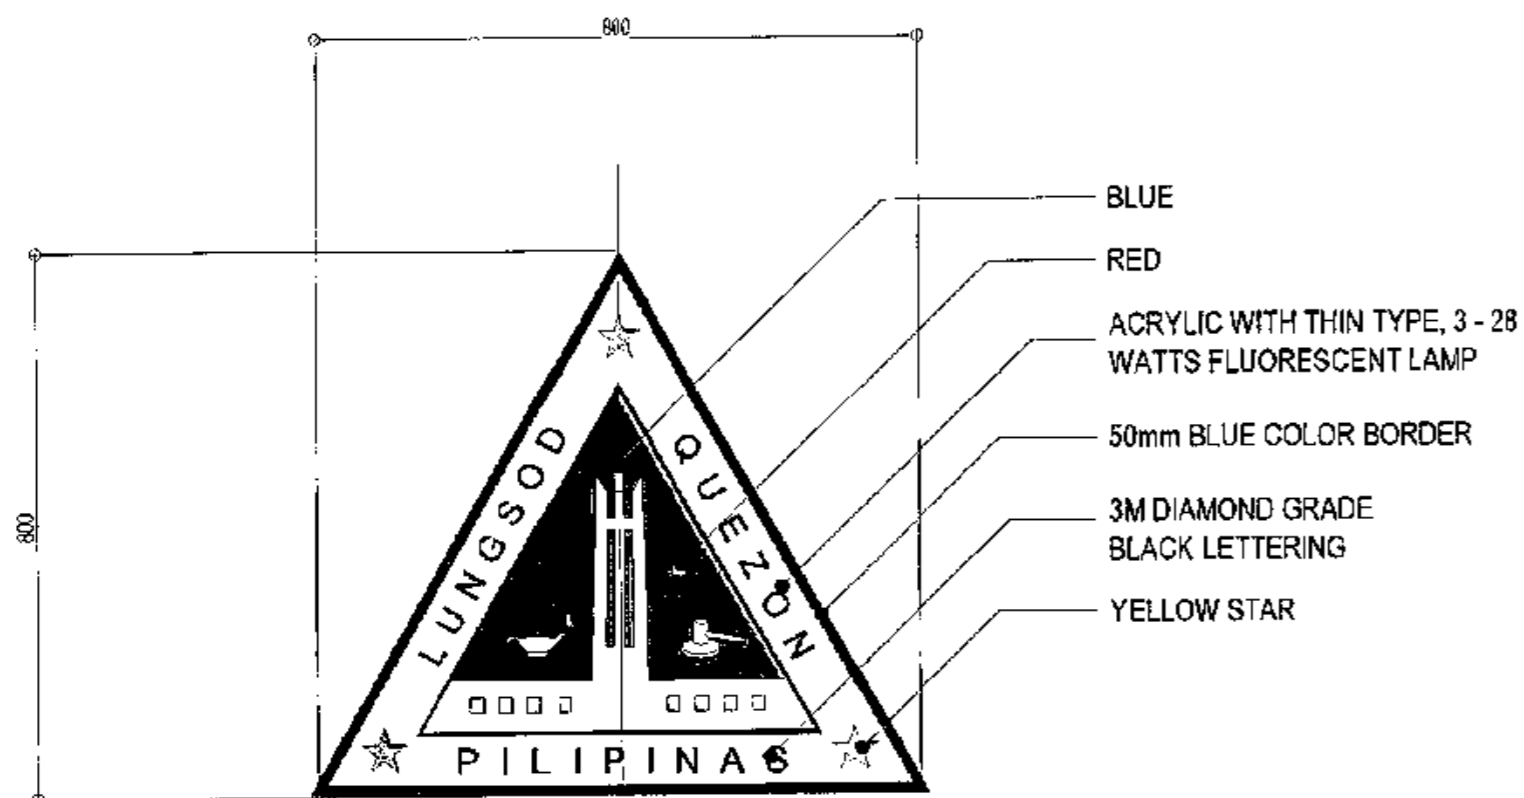 800
BLUE
RED
ACRYLIC WITH THIN TYPE, 3 - 28
WATTS FLUORESCENT LAMP
50mm BLUE COLOR BORDER
3M DIAMOND GRADE
BLACK LETTERING
YELLOW STAR
800
LUNGSOD
QUEZON
PILIPINAS